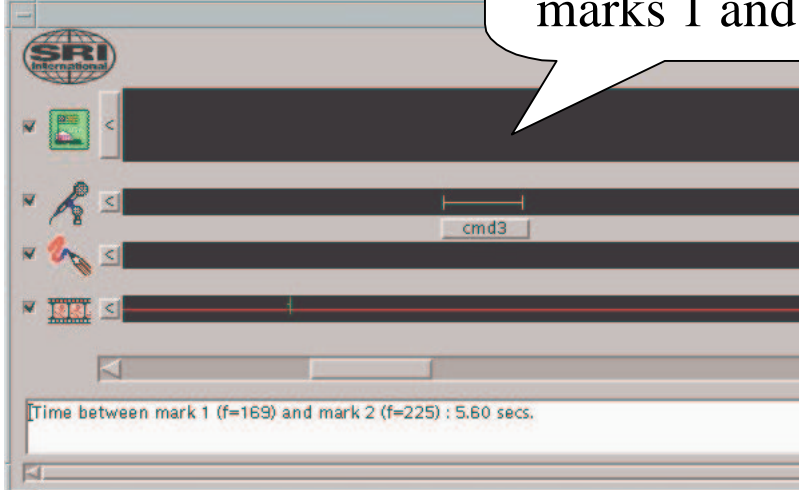 marks 1 and
SRI
International
<
<
cmd3
<
<
Time between mark 1 (f=169) and mark 2 (f=225) : 5.60 secs.